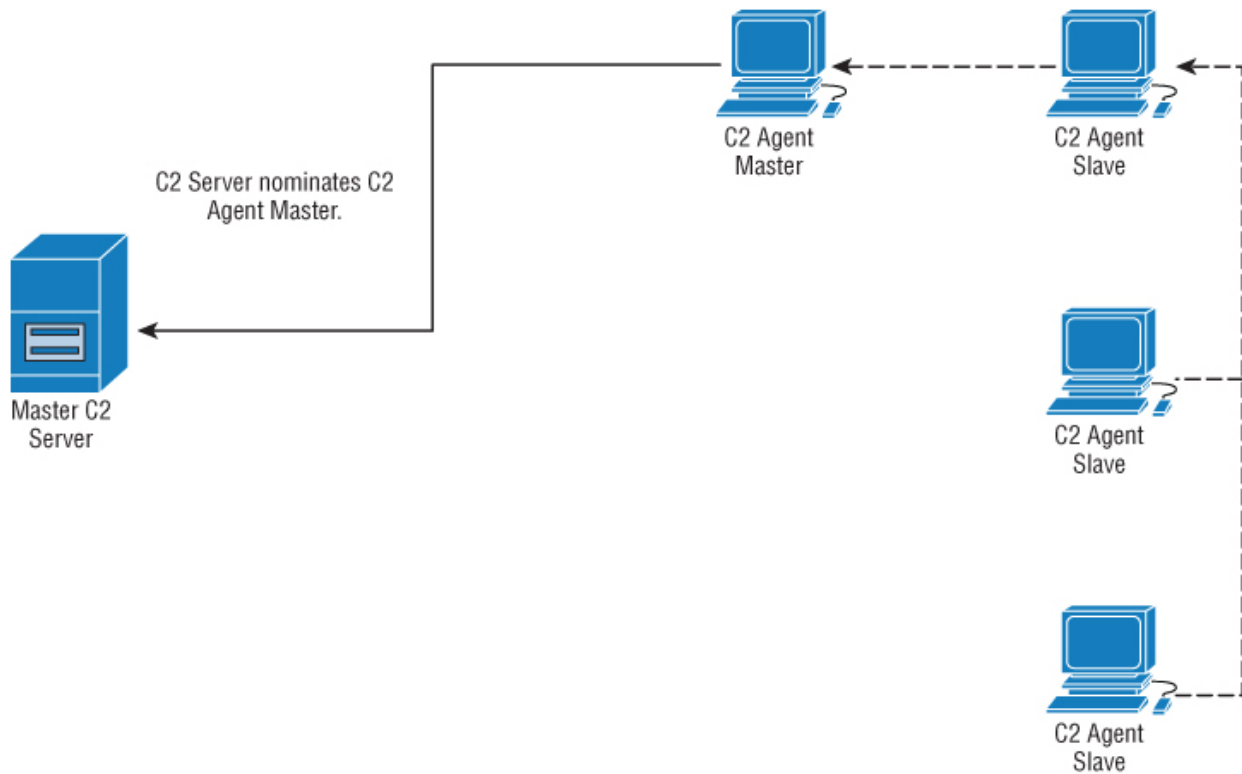 C2 Agent
Master
C2 Agent
Slave
C2 Server nominates C2
Agent Master.
Master C2
Server
C2 Agent
Slave
C2 Agent
Slave